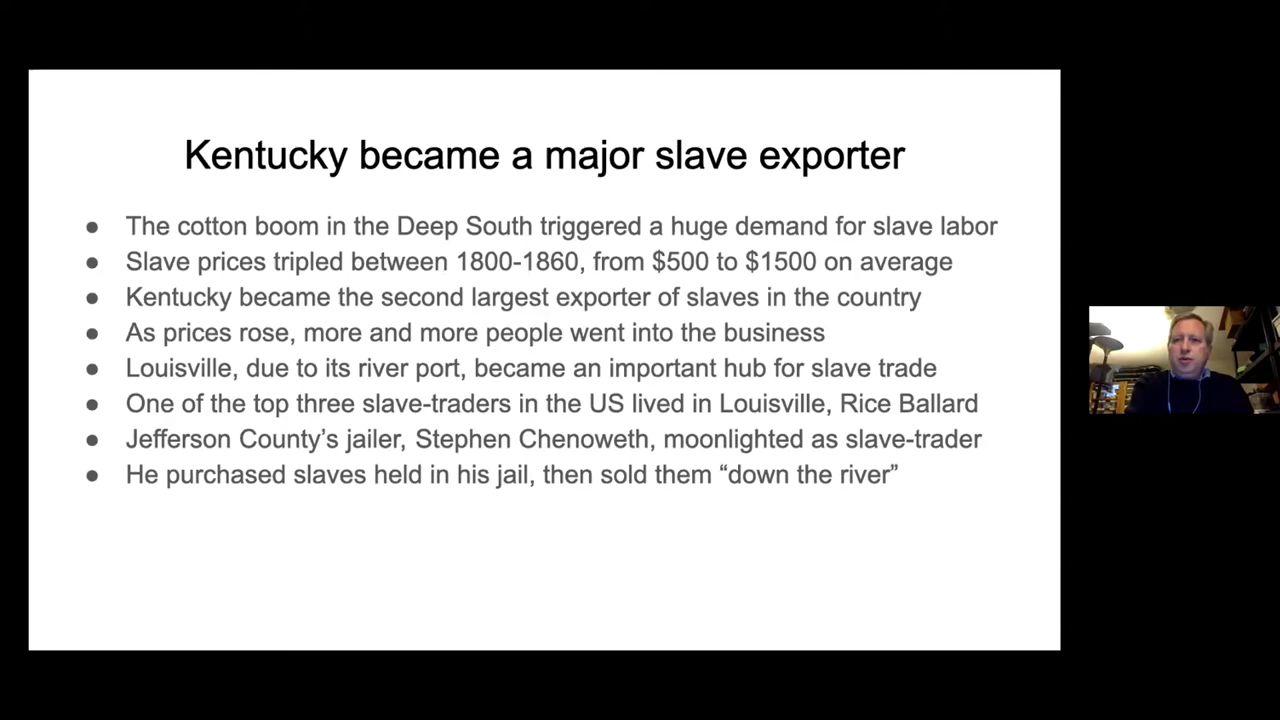 Kentucky became a major slave exporter
● The cotton boom in the Deep South triggered a huge demand for slave labor
● Slave prices tripled between 1800-1860, from $500 to $1500 on average
● Kentucky became the second largest exporter of slaves in the country
● As prices rose, more and more people went into the business
● Louisville, due to its river port, became an important hub for slave trade
● One of the top three slave-traders in the US lived in Louisville, Rice Ballard
● Jefferson County’s jailer, Stephen Chenoweth, moonlighted as slave-trader
● He purchased slaves held in his jail, then sold them “down the river”